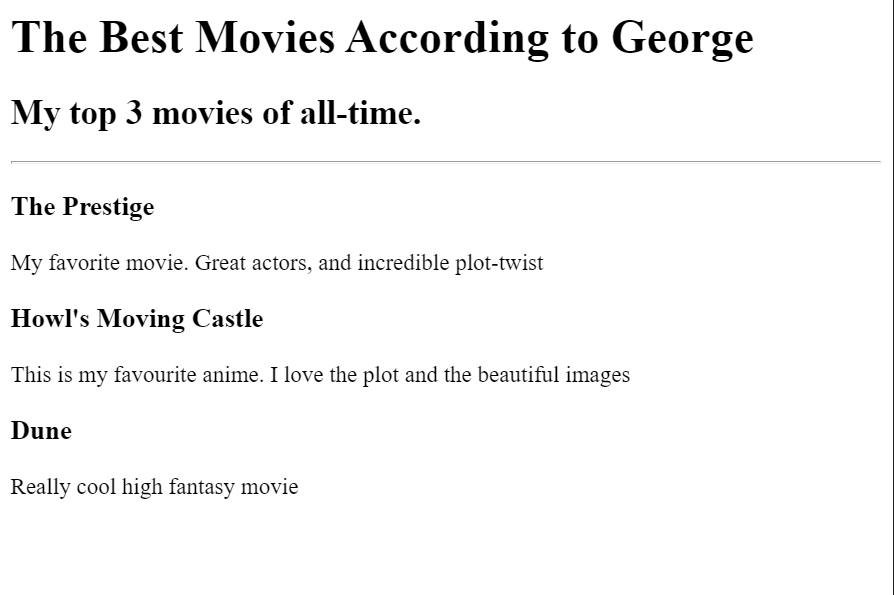 The Best Movies According to George
My top 3 movies of all-time.
The Prestige
My favorite movie. Great actors, and incredible plot-twist
Howl's Moving Castle
This is my favourite anime. I love the plot and the beautiful images
Dune
Really cool high fantasy movie